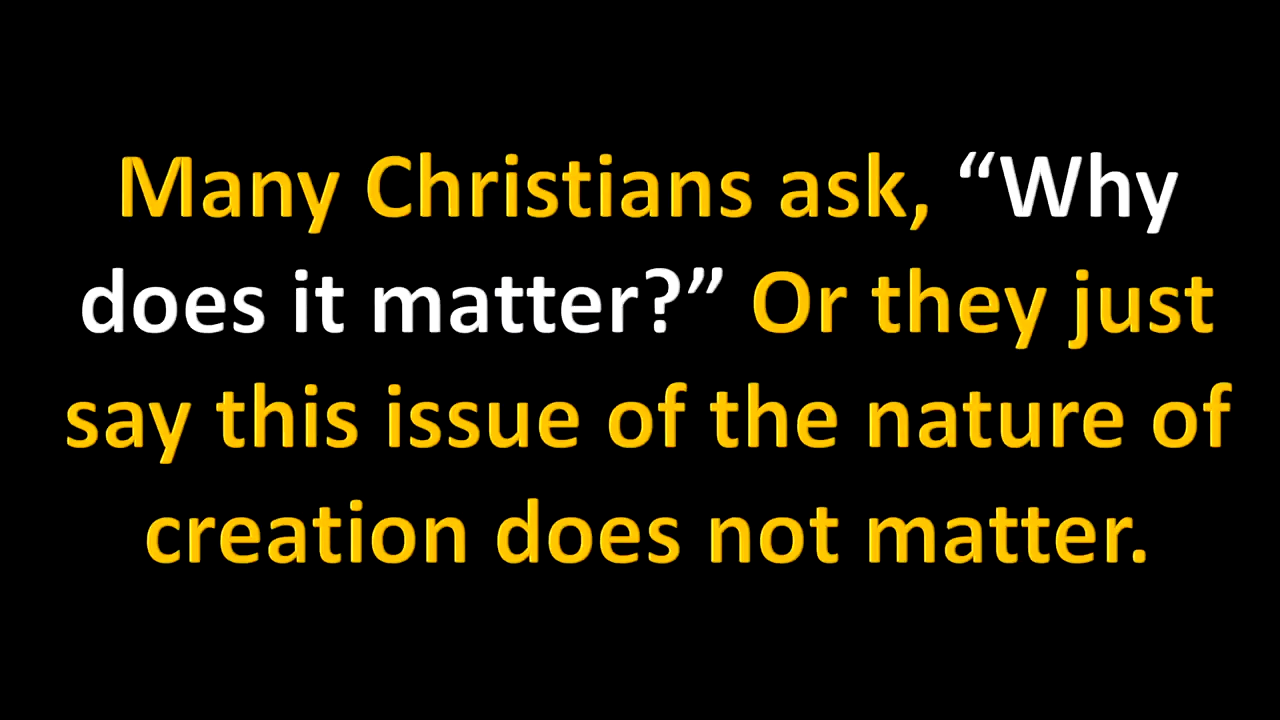 Many Christians ask, “Why
does it matter?” Or they just
say this issue of the nature of
creation does not matter.